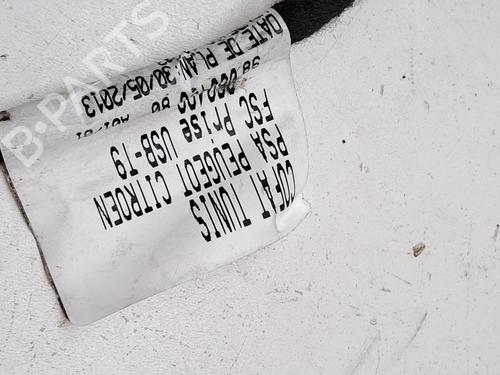 COFAT TUNIS
PSA PEUGEOT CITROEN
FSC Prise USB-T9
DATE DE PLAN:30/05/2013
B-PARTS